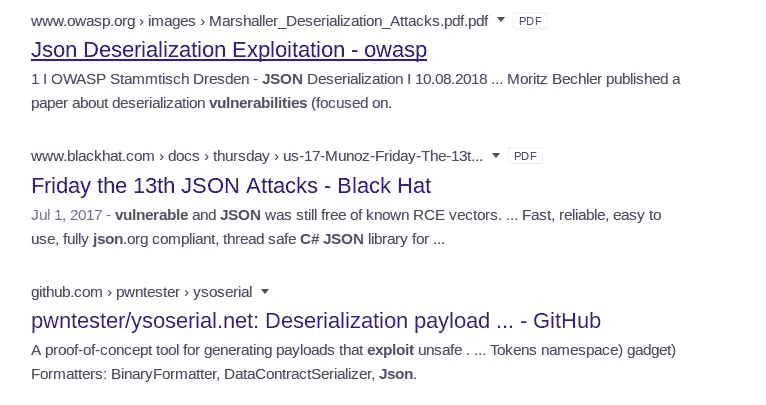 www.owasp.org › images › Marshaller_Deserialization_Attacks.pdf.pdf PDF
Json Deserialization Exploitation - owasp
1 I OWASP Stammtisch Dresden - JSON Deserialization I 10.08.2018 ... Moritz Bechler published a
paper about deserialization vulnerabilities (focused on.
www.blackhat.com › docs › thursday › us-17-Munoz-Friday-The-13t... PDF
Friday the 13th JSON Attacks - Black Hat
Jul 1, 2017 - vulnerable and JSON was still free of known RCE vectors. ... Fast, reliable, easy to
use, fully json.org compliant, thread safe C# JSON library for ...
github.com › pwntester › ysoserial
pwntester/ysoserial.net: Deserialization payload ... - GitHub
A proof-of-concept tool for generating payloads that exploit unsafe . ... Tokens namespace) gadget)
Formatters: BinaryFormatter, DataContractSerializer, Json.